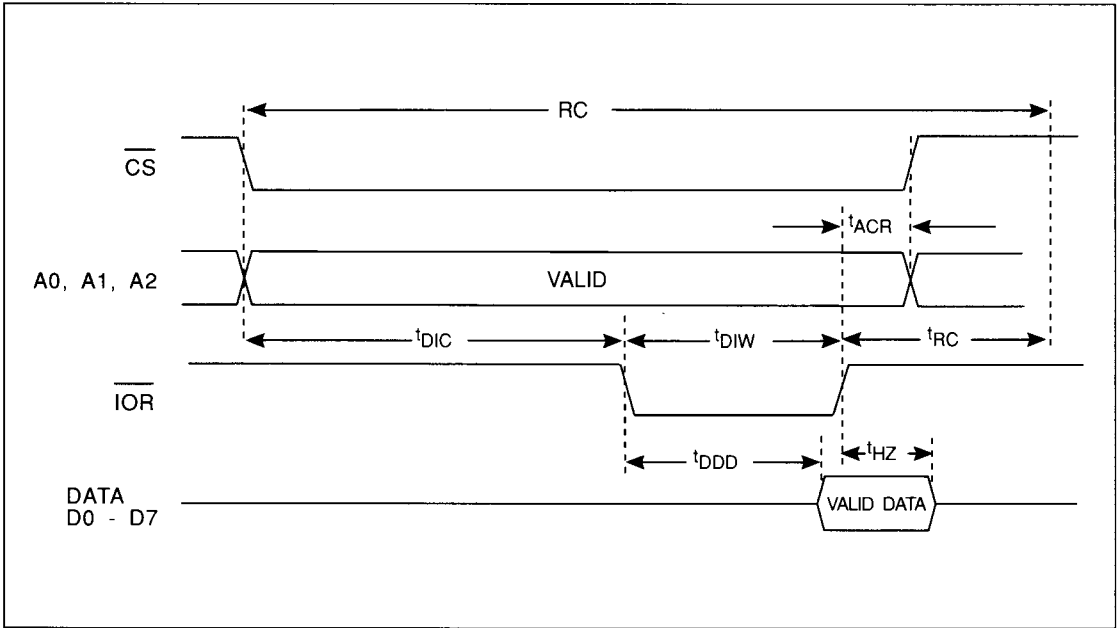 RC
CS
tACR
A0, A1, A2
VALID
tDIC
tDIW
tRC
IOR
tDDD
tHZ
DATA
D0 - D7
VALID DATA